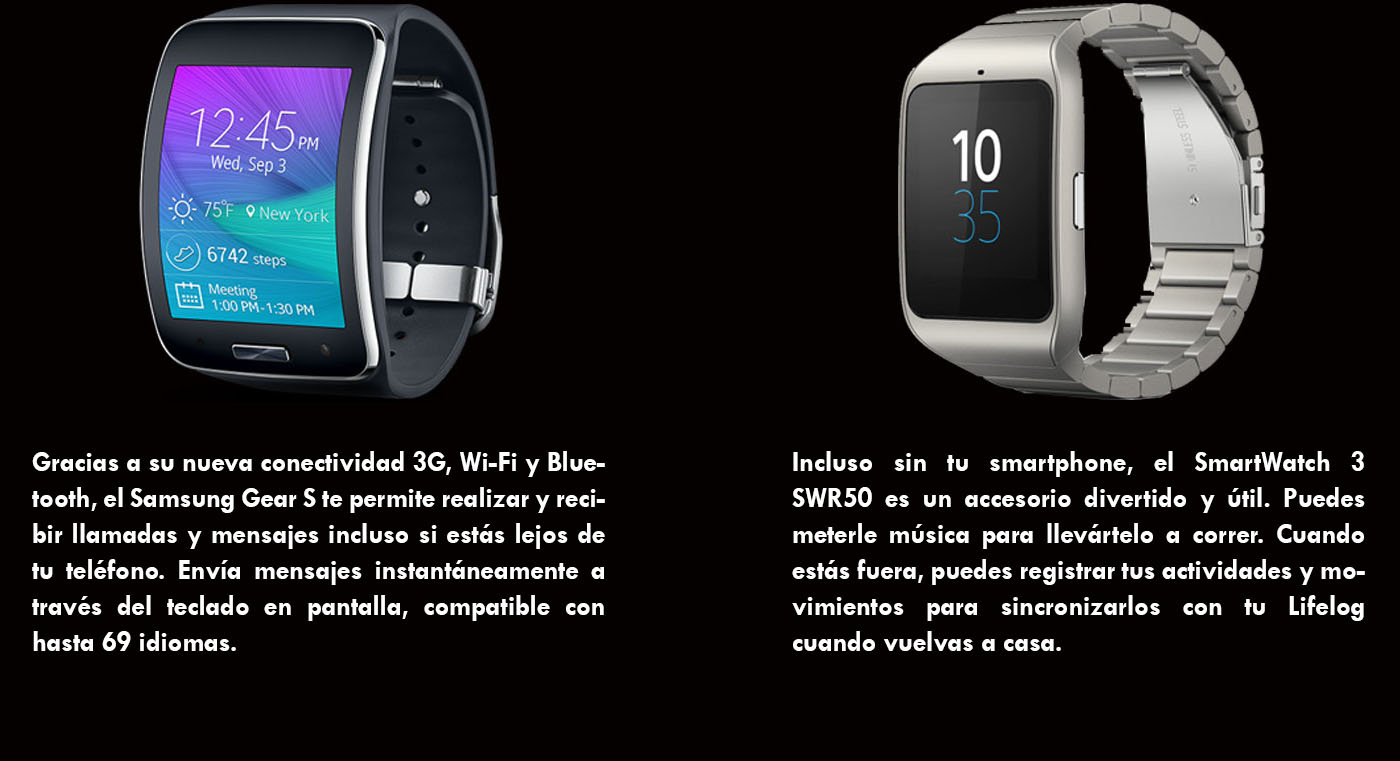 12:45 PM
Wed, Sep 3
75°F New York
6742 steps
Meeting
1:00 PM-1:30 PM
10
35
STAINLESS STEEL
Gracias a su nueva conectividad 3G, Wi-Fi y Blue-
tooth, el Samsung Gear S te permite realizar y reci-
bir llamadas y mensajes incluso si estás lejos de
tu teléfono. Envía mensajes instantáneamente a
través del teclado en pantalla, compatible con
hasta 69 idiomas.
Incluso sin tu smartphone, el SmartWatch 3
SWR50 es un accesorio divertido y útil. Puedes
meterle música para llevártelo a correr. Cuando
estás fuera, puedes registrar tus actividades y mo-
vimientos para sincronizarlos con tu Lifelog
cuando vuelvas a casa.